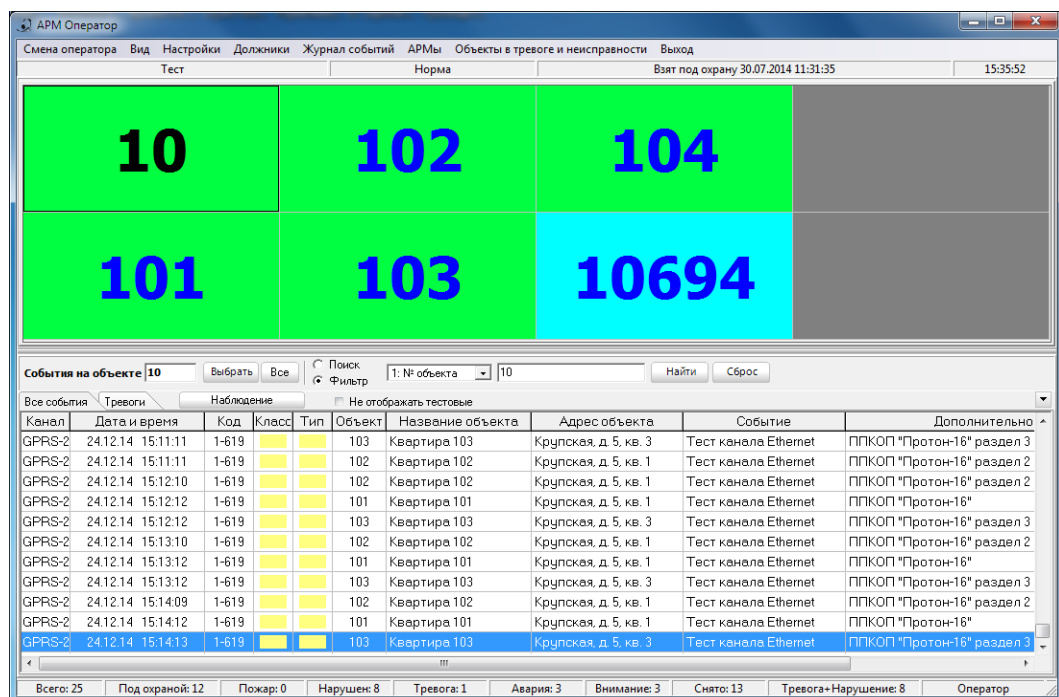 АРМ Оператор
Смена оператора Вид Настройки Должники Журнал событий АРМы Объекты в тревоге и неисправности Выход
Тест Норма Взят под охрану 30.07.2014 11:31:35 15:35:52
10 102 104
101 103 10694
События на объекте 10 Выбрать Все Поиск Фильтр 1: № объекта 10 Найти Сброс
Все события Тревоги Наблюдение Не отображать тестовые
Канал Дата и время Код Класс Тип Объект Название объекта Адрес объекта Событие Дополнительно
GPRS-2 24.12.14 15:11:11 1-619 103 Квартира 103 Крупская, д. 5, кв. 3 Тест канала Ethernet ППКОП "Протон-16" раздел 3
GPRS-2 24.12.14 15:11:11 1-619 102 Квартира 102 Крупская, д. 5, кв. 1 Тест канала Ethernet ППКОП "Протон-16" раздел 2
GPRS-2 24.12.14 15:12:10 1-619 102 Квартира 102 Крупская, д. 5, кв. 1 Тест канала Ethernet ППКОП "Протон-16" раздел 2
GPRS-2 24.12.14 15:12:12 1-619 101 Квартира 101 Крупская, д. 5, кв. 1 Тест канала Ethernet ППКОП "Протон-16"
GPRS-2 24.12.14 15:12:12 1-619 103 Квартира 103 Крупская, д. 5, кв. 3 Тест канала Ethernet ППКОП "Протон-16" раздел 3
GPRS-2 24.12.14 15:13:10 1-619 102 Квартира 102 Крупская, д. 5, кв. 1 Тест канала Ethernet ППКОП "Протон-16" раздел 2
GPRS-2 24.12.14 15:13:12 1-619 101 Квартира 101 Крупская, д. 5, кв. 1 Тест канала Ethernet ППКОП "Протон-16"
GPRS-2 24.12.14 15:13:12 1-619 103 Квартира 103 Крупская, д. 5, кв. 3 Тест канала Ethernet ППКОП "Протон-16" раздел 3
GPRS-2 24.12.14 15:14:09 1-619 102 Квартира 102 Крупская, д. 5, кв. 1 Тест канала Ethernet ППКОП "Протон-16" раздел 2
GPRS-2 24.12.14 15:14:12 1-619 101 Квартира 101 Крупская, д. 5, кв. 1 Тест канала Ethernet ППКОП "Протон-16"
GPRS-2 24.12.14 15:14:13 1-619 103 Квартира 103 Крупская, д. 5, кв. 3 Тест канала Ethernet ППКОП "Протон-16" раздел 3
Всего: 25 Под охраной: 12 Пожар: 0 Нарушен: 8 Тревога: 1 Авария: 3 Внимание: 3 Снято: 13 Тревога+Нарушение: 8 Оператор